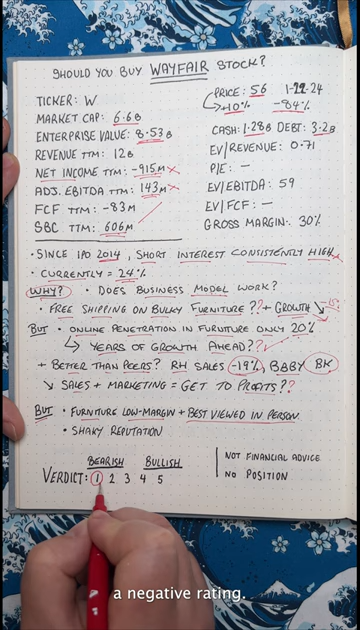 SHOULD YOU BUY WAYFAIR STOCK?
TICKER: W
MARKET CAP: 6.6B
ENTERPRISE VALUE: 8.53B
REVENUE TTM: 12B
NET INCOME TTM: -915M x
ADJ. EBITDA TTM: 143M x
FCF TTM: -83M
SBC TTM: 606M
PRICE: 56 1-22-24
↳ +10% -84%
CASH: 1.28B DEBT: 3.2B
EV/REVENUE: 0.71
P/E: —
EV/EBITDA: 59
EV/FCF: —
GROSS MARGIN: 30%
• SINCE IPO 2014, SHORT INTEREST CONSISTENTLY HIGH x
• CURRENTLY = 24%
WHY? • DOES BUSINESS MODEL WORK?
• FREE SHIPPING ON BULKY FURNITURE?? + GROWTH ↘ -15%
BUT • ONLINE PENETRATION IN FURNITURE ONLY 20%
↳ YEARS OF GROWTH AHEAD??
+ BETTER THAN PEERS? RH SALES -19%, BBBY BK
↘ SALES + MARKETING = GET TO PROFITS??
BUT • FURNITURE LOW-MARGIN + BEST VIEWED IN PERSON.
• SHAKY REPUTATION
BEARISH BULLISH
VERDICT: 1 2 3 4 5
NOT FINANCIAL ADVICE
NO POSITION
a negative rating.